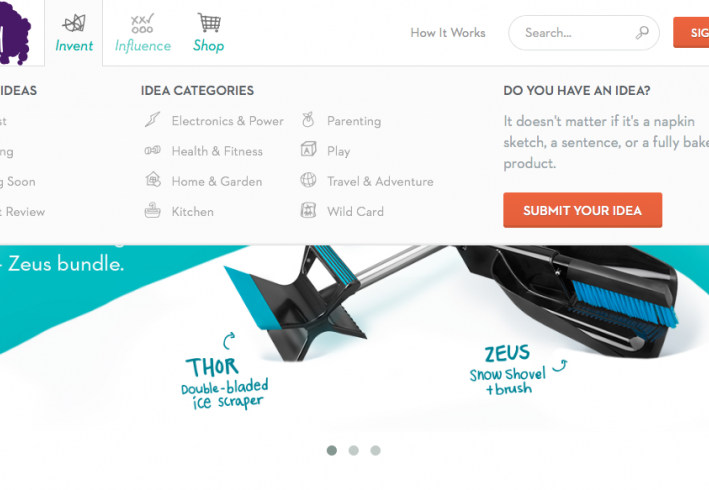 Invent
Influence
Shop
How It Works
Search...
SIG
IDEAS
IDEA CATEGORIES
DO YOU HAVE AN IDEA?
st
Electronics & Power
Parenting
It doesn't matter if it's a napkin
ng
Health & Fitness
Play
sketch, a sentence, or a fully bake
g Soon
Home & Garden
Travel & Adventure
product.
t Review
Kitchen
Wild Card
SUBMIT YOUR IDEA
- Zeus bundle.
THOR
Double-bladed
ice scraper
ZEUS
Snow Shovel
+ brush